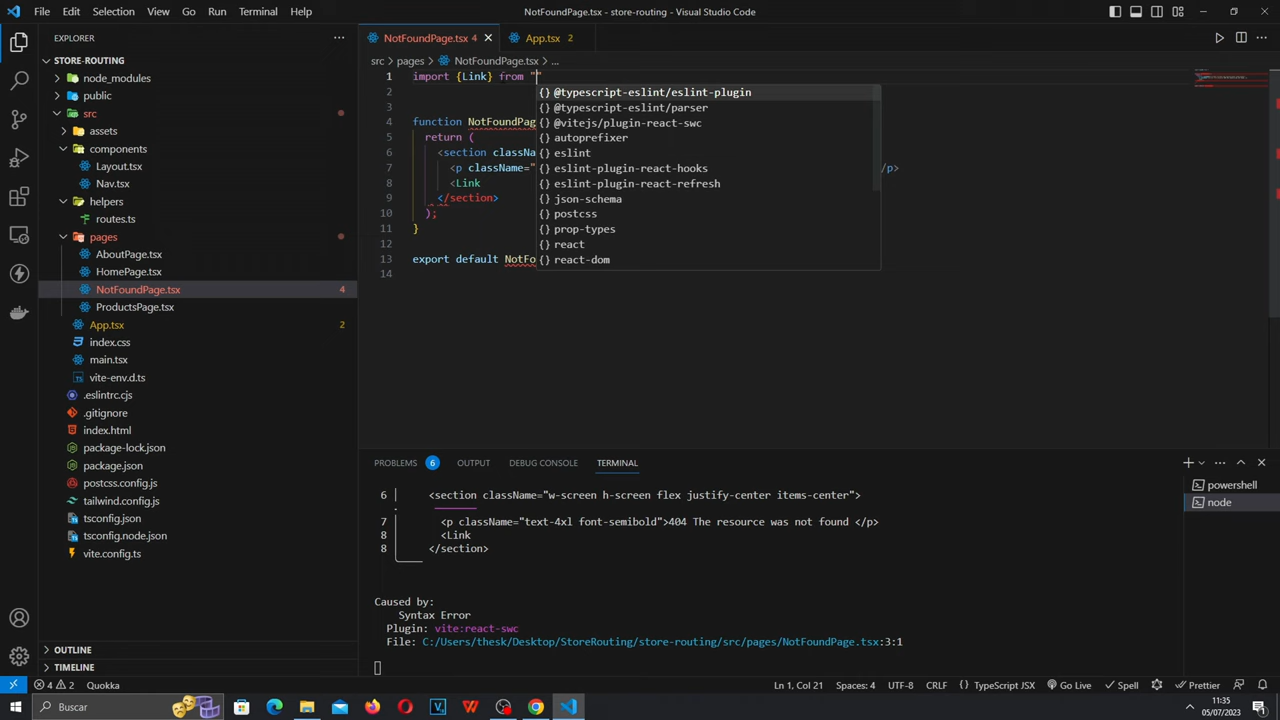 File Edit Selection View Go Run Terminal Help
NotFoundPage.tsx - store-routing - Visual Studio Code
EXPLORER
STORE-ROUTING
node_modules
public
src
assets
components
Layout.tsx
Nav.tsx
helpers
routes.ts
pages
AboutPage.tsx
HomePage.tsx
NotFoundPage.tsx 4
ProductsPage.tsx
App.tsx 2
index.css
main.tsx
vite-env.d.ts
.eslintrc.cjs
.gitignore
index.html
package-lock.json
package.json
postcss.config.js
tailwind.config.js
tsconfig.json
tsconfig.node.json
vite.config.ts
OUTLINE
TIMELINE
NotFoundPage.tsx 4
App.tsx 2
src > pages > NotFoundPage.tsx > ...
1 import {Link} from ""
2
3
4 function NotFoundPag
5 return (
6 <section classNa
7 <p className=" /p>
8 <Link
9 </section>
10 );
11 }
12
13 export default NotFo
14
{} @typescript-eslint/eslint-plugin
{} @typescript-eslint/parser
{} @vitejs/plugin-react-swc
{} autoprefixer
{} eslint
{} eslint-plugin-react-hooks
{} eslint-plugin-react-refresh
{} json-schema
{} postcss
{} prop-types
{} react
{} react-dom
PROBLEMS 6 OUTPUT DEBUG CONSOLE TERMINAL
6 <section className="w-screen h-screen flex justify-center items-center">
7 <p className="text-4xl font-semibold">404 The resource was not found </p>
8 <Link
8 </section>
Caused by:
Syntax Error
Plugin: vite:react-swc
File: C:/Users/thesk/Desktop/StoreRouting/store-routing/src/pages/NotFoundPage.tsx:3:1
powershell
node
4 2 Quokka
Ln 1, Col 21 Spaces: 4 UTF-8 CRLF {} TypeScript JSX Go Live Spell Prettier
Buscar
11:35
05/07/2023